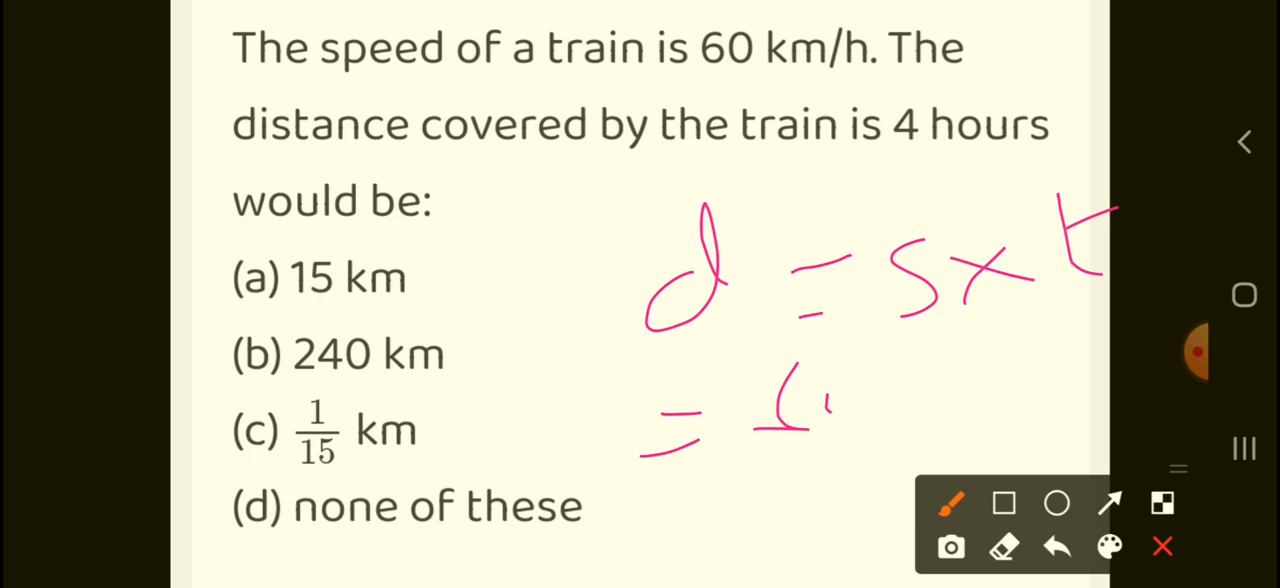 The speed of a train is 60 km/h. The
distance covered by the train is 4 hours
would be:
(a) 15 km
(b) 240 km
(c) 1/15 km
(d) none of these
d = s x t
=